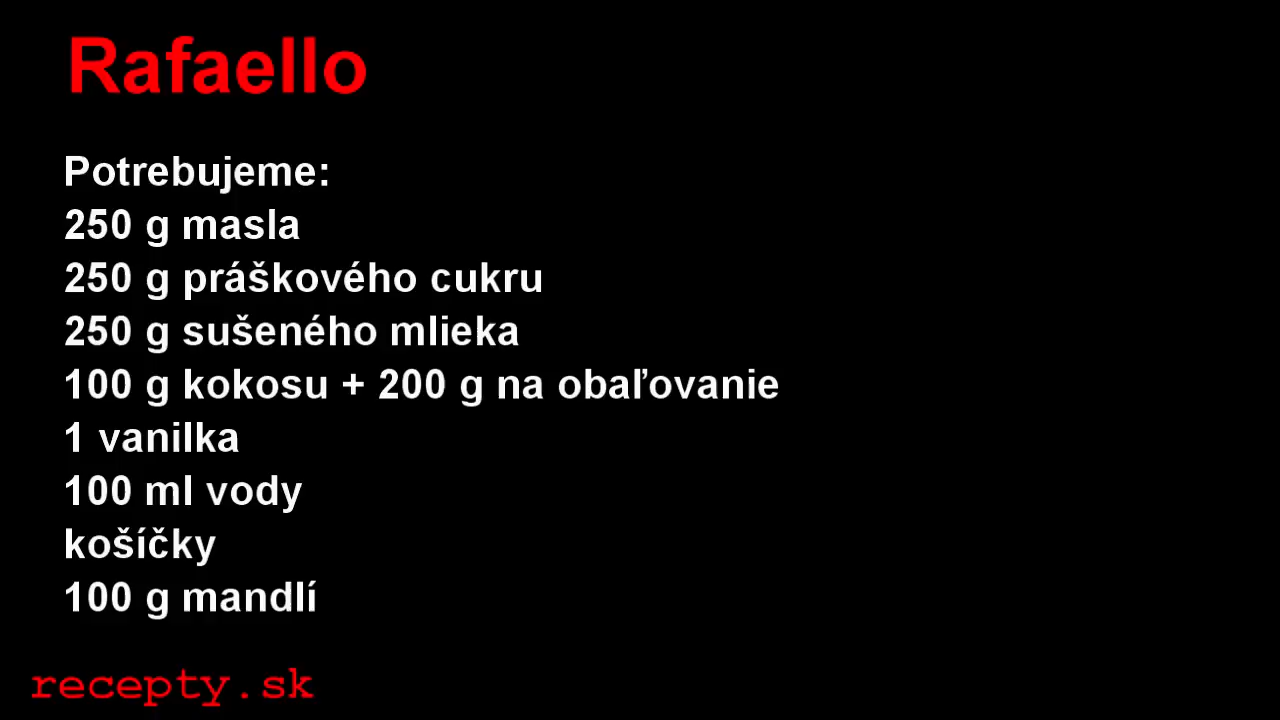 Rafaello
Potrebujeme:
250 g masla
250 g práškového cukru
250 g sušeného mlieka
100 g kokosu + 200 g na obaľovanie
1 vanilka
100 ml vody
košíčky
100 g mandlí
recepty.sk